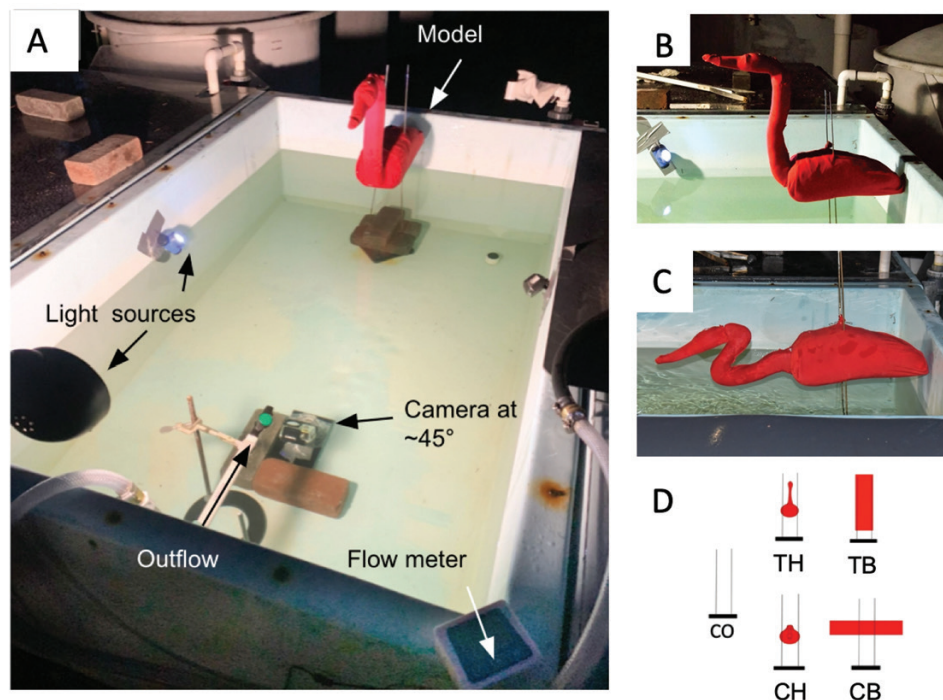 A
Model
Light sources
Camera at
~45°
Outflow
Flow meter
B
C
D
TH
TB
CO
CH
CB